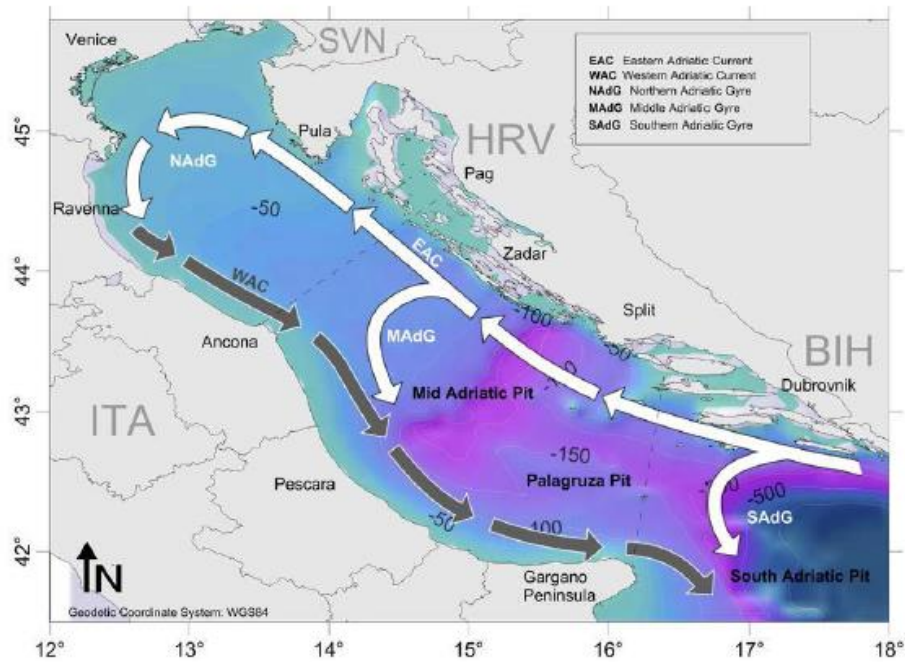 Venice
SVN
EAC Eastern Adriatic Current
WAC Western Adriatic Current
NAdG Northern Adriatic Gyre
MAdG Middle Adriatic Gyre
SAdG Southern Adriatic Gyre
45°
Pula
HRV
NAdG
Pag
Ravenna
-50
EAC
Zadar
44°
WAC
-100
Split
Ancona
MAdG
-50
BIH
Dubrovnik
Mid Adriatic Pit
43°
ITA
-150
Pescara
Palagruza Pit
-500
SAdG
-50
100
42°
N
Gargano
Peninsula
South Adriatic Pit
Geodetic Coordinate System: WGS84
12° 13° 14° 15° 16° 17° 18°